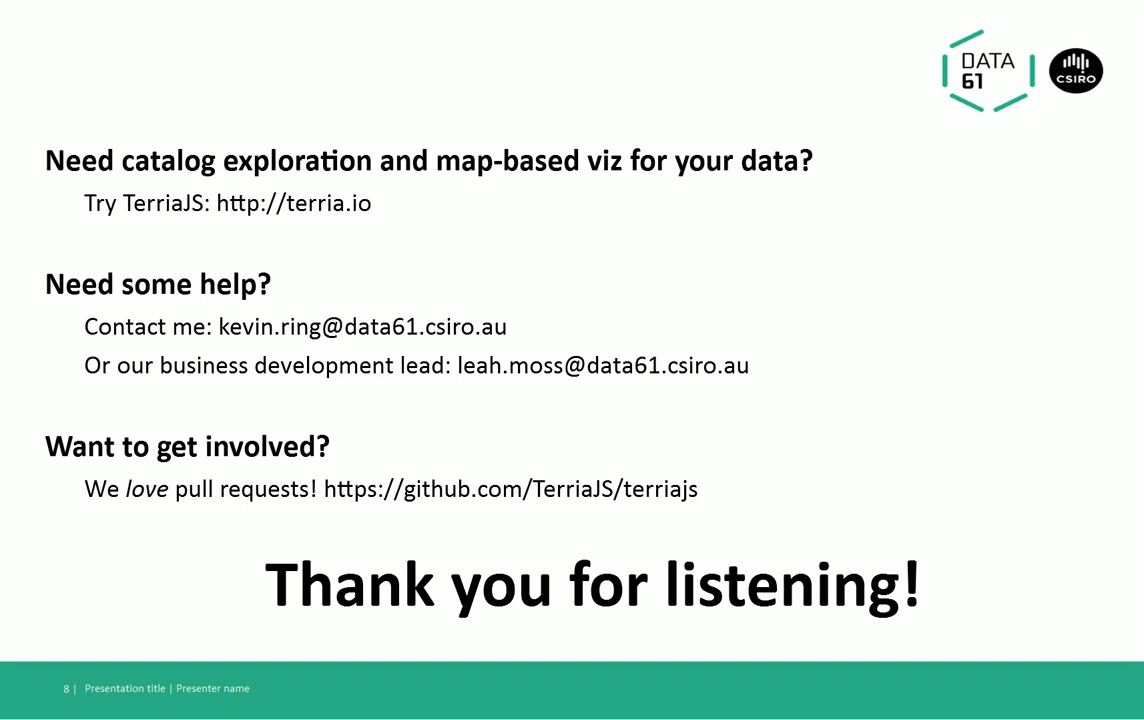 DATA
61
CSIRO
Need catalog exploration and map-based viz for your data?
Try TerriaJS: http://terria.io
Need some help?
Contact me: kevin.ring@data61.csiro.au
Or our business development lead: leah.moss@data61.csiro.au
Want to get involved?
We love pull requests! https://github.com/TerriaJS/terriajs
Thank you for listening!
8 | Presentation title | Presenter name